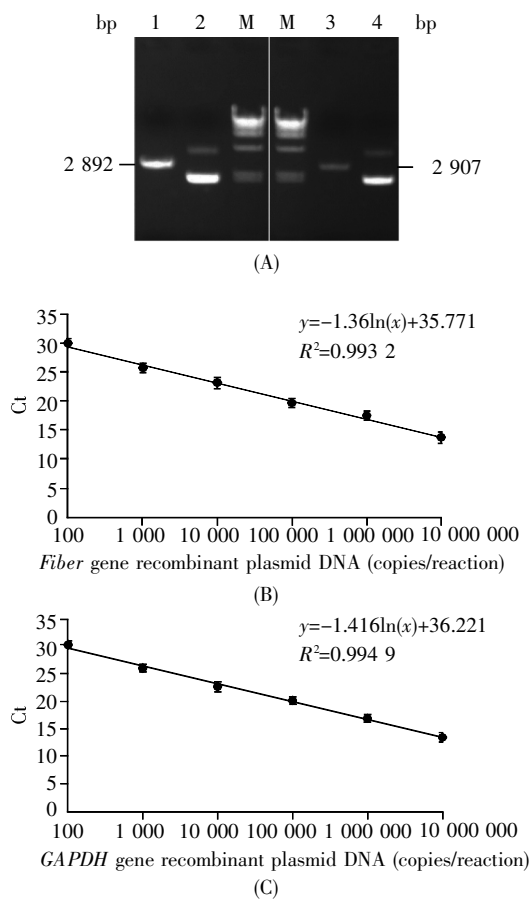 bp 1 2 M M 3 4 bp
2 892
2 907
(A)
y=-1.36ln(x)+35.771
R²=0.993 2
35
30
25
20
15
10
5
0
Ct
100 1 000 10 000 100 000 1 000 000 10 000 000
Fiber gene recombinant plasmid DNA (copies/reaction)
(B)
y=-1.416ln(x)+36.221
R²=0.994 9
35
30
25
20
15
10
5
0
Ct
100 1 000 10 000 100 000 1 000 000 10 000 000
GAPDH gene recombinant plasmid DNA (copies/reaction)
(C)